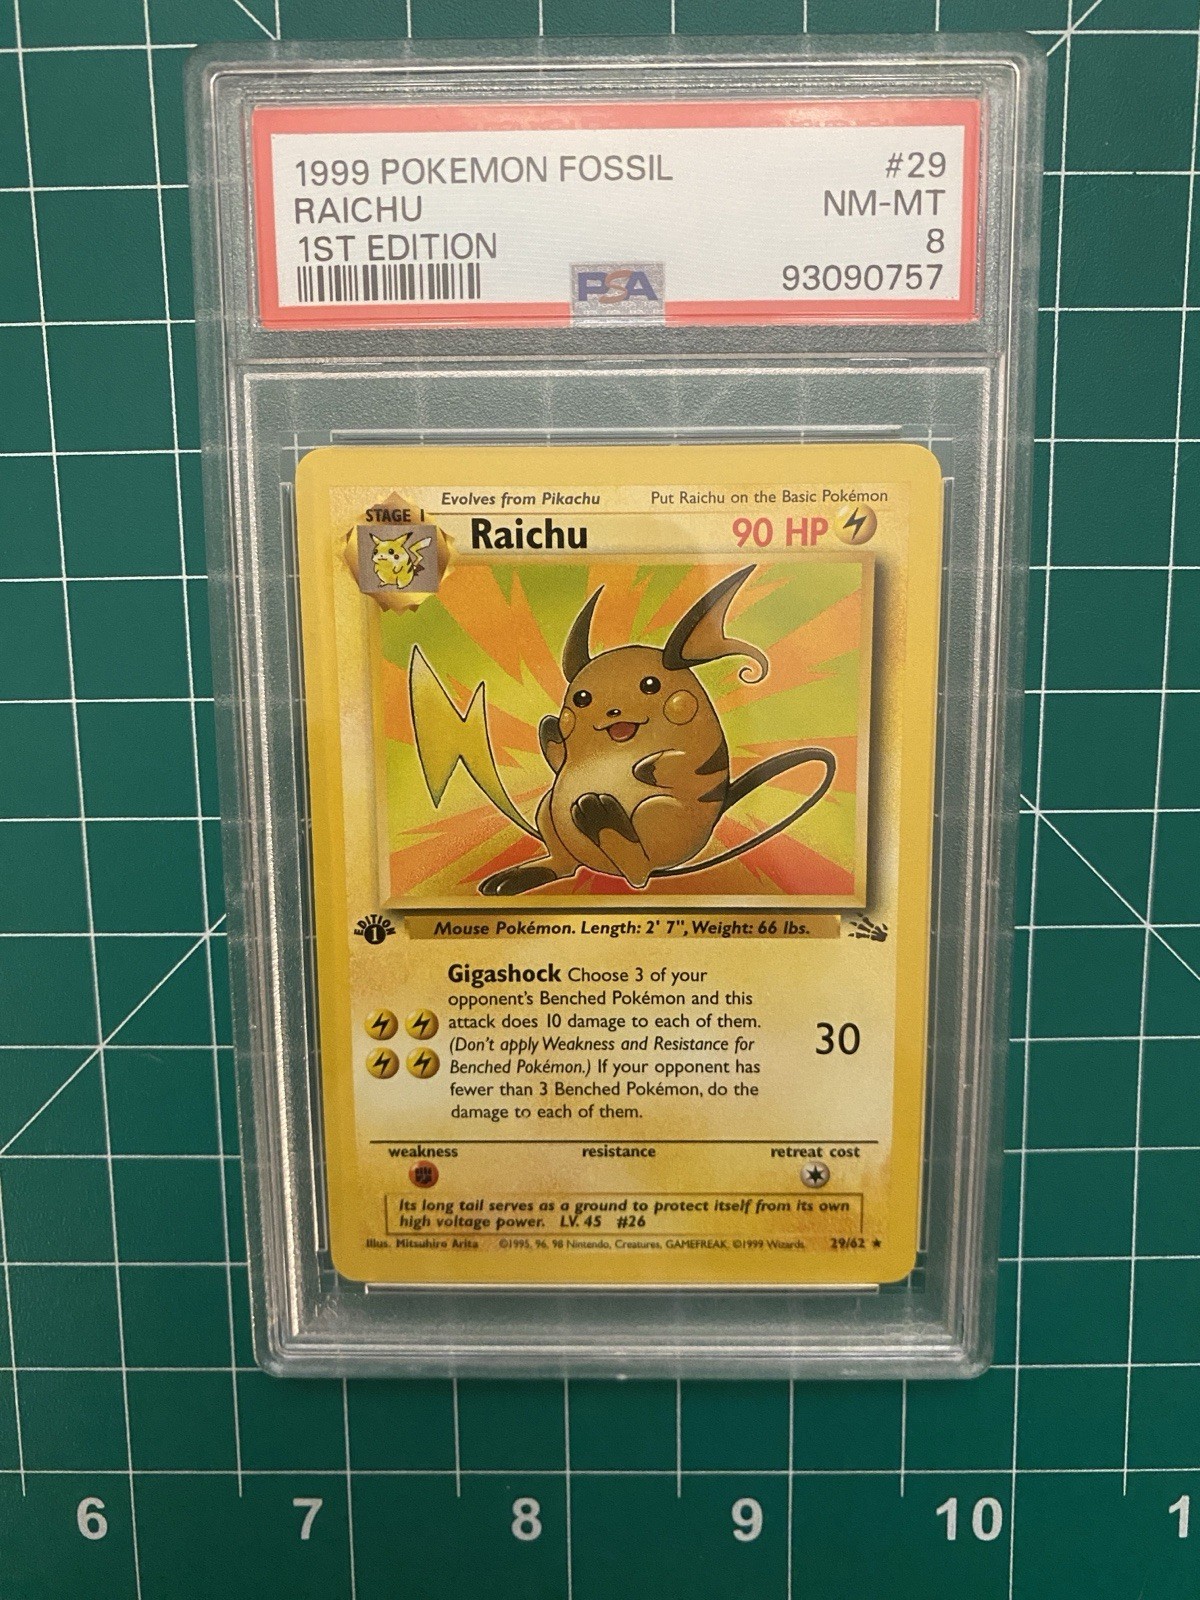 1999 POKEMON FOSSIL #29
RAICHU NM-MT
1ST EDITION 8
PSA 93090757
Evolves from Pikachu Put Raichu on the Basic Pokémon
STAGE 1 Raichu 90 HP
EDITION 1 Mouse Pokémon. Length: 2' 7", Weight: 66 lbs.
Gigashock Choose 3 of your
opponent's Benched Pokémon and this
attack does 10 damage to each of them.
(Don't apply Weakness and Resistance for
Benched Pokémon.) If your opponent has
fewer than 3 Benched Pokémon, do the
damage to each of them.
30
weakness resistance retreat cost
Its long tail serves as a ground to protect itself from its own
high voltage power. LV. 45 #26
Illus. Mitsuhiro Arita ©1995, 96, 98 Nintendo, Creatures, GAMEFREAK. ©1999 Wizards. 29/62 ★
6 7 8 9 10 1